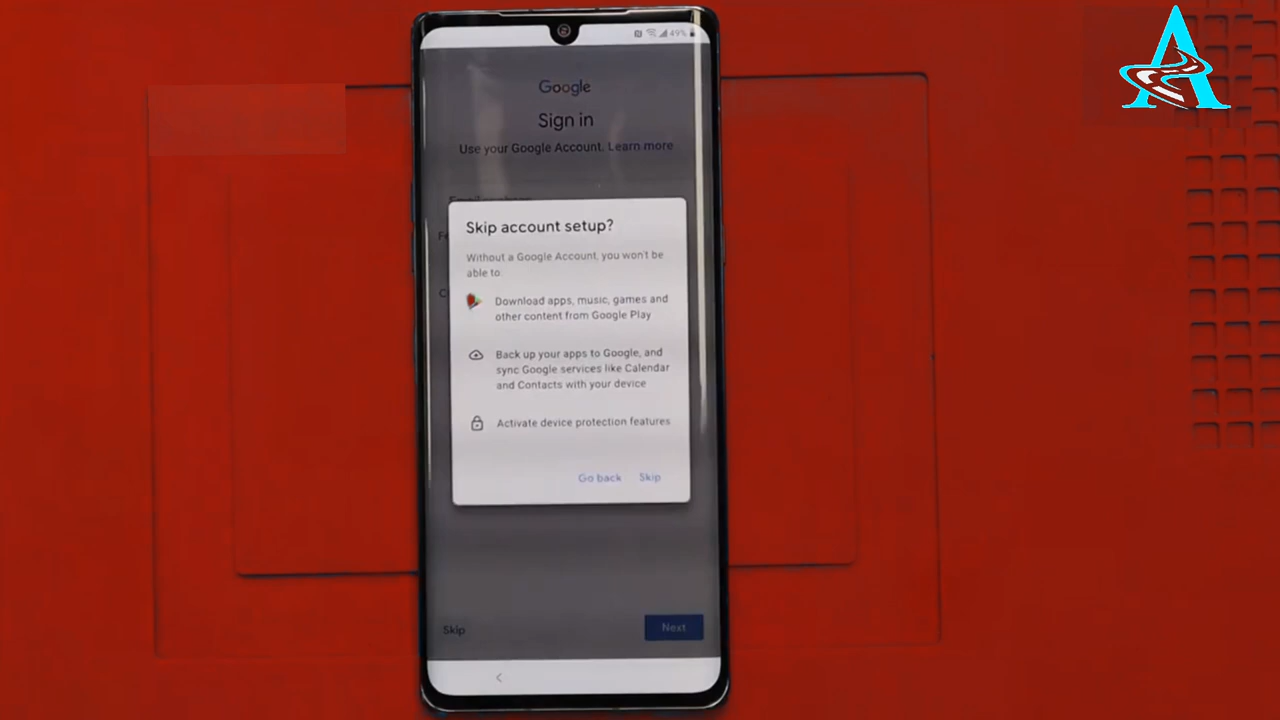 49%
Google
Sign in
Use your Google Account. Learn more
Skip account setup?
Without a Google Account, you won't be
able to:
Download apps, music, games and
other content from Google Play
Back up your apps to Google, and
sync Google services like Calendar
and Contacts with your device
Activate device protection features
Go back
Skip
Skip
Next
A